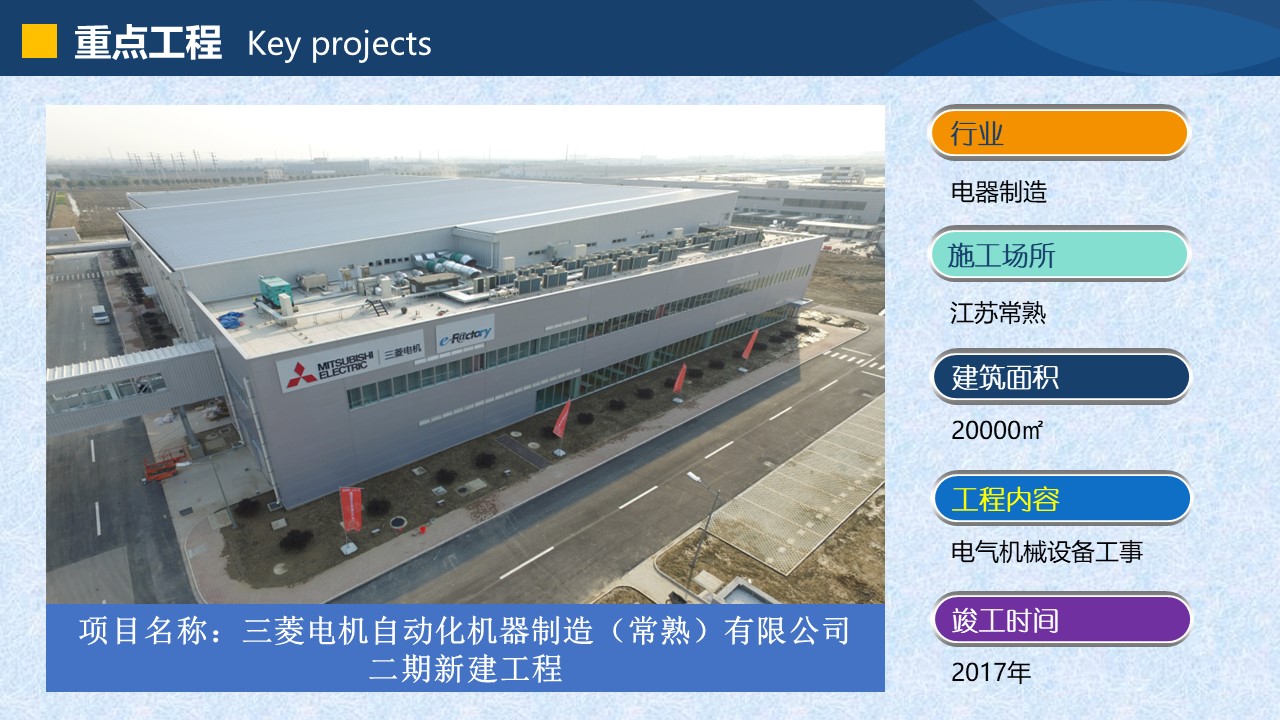 重点工程 Key projects
MITSUBISHI
ELECTRIC
三菱电机
e-F@ctory
项目名称：三菱电机自动化机器制造（常熟）有限公司
二期新建工程
行业
电器制造
施工场所
江苏常熟
建筑面积
20000㎡
工程内容
电气机械设备工事
竣工时间
2017年